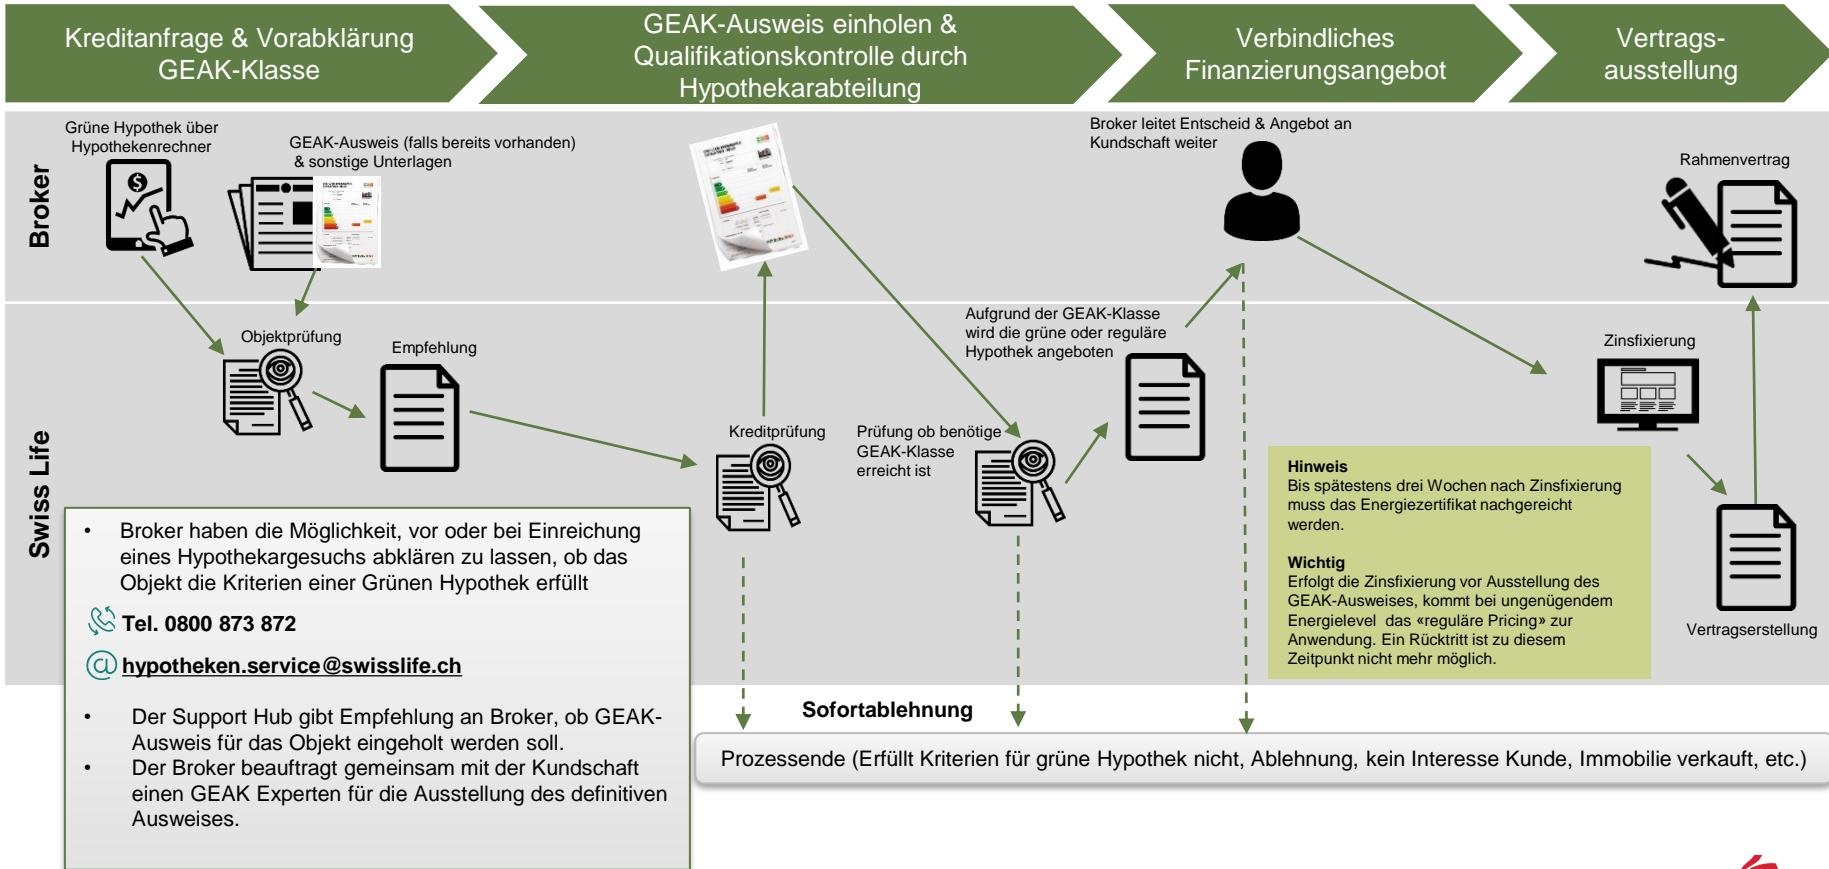 Kreditanfrage & Vorabklärung
GEAK-Klasse
GEAK-Ausweis einholen &
Qualifikationskontrolle durch
Hypothekarabteilung
Verbindliches
Finanzierungsangebot
Vertrags-
ausstellung
Broker
Grüne Hypothek über
Hypothekenrechner
GEAK-Ausweis (falls bereits vorhanden)
& sonstige Unterlagen
Broker leitet Entscheid & Angebot an
Kundschaft weiter
Rahmenvertrag
Swiss Life
Objektprüfung
Empfehlung
Kreditprüfung
Prüfung ob benötige
GEAK-Klasse
erreicht ist
Aufgrund der GEAK-Klasse
wird die grüne oder reguläre
Hypothek angeboten
Zinsfixierung
Vertragserstellung
Hinweis
Bis spätestens drei Wochen nach Zinsfixierung
muss das Energiezertifikat nachgereicht
werden.
Wichtig
Erfolgt die Zinsfixierung vor Ausstellung des
GEAK-Ausweises, kommt bei ungenügendem
Energielevel das «reguläre Pricing» zur
Anwendung. Ein Rücktritt ist zu diesem
Zeitpunkt nicht mehr möglich.
• Broker haben die Möglichkeit, vor oder bei Einreichung
eines Hypothekargesuchs abklären zu lassen, ob das
Objekt die Kriterien einer Grünen Hypothek erfüllt
Tel. 0800 873 872
@ hypotheken.service@swisslife.ch
• Der Support Hub gibt Empfehlung an Broker, ob GEAK-
Ausweis für das Objekt eingeholt werden soll.
• Der Broker beauftragt gemeinsam mit der Kundschaft
einen GEAK Experten für die Ausstellung des definitiven
Ausweises.
Sofortablehnung
Prozessende (Erfüllt Kriterien für grüne Hypothek nicht, Ablehnung, kein Interesse Kunde, Immobilie verkauft, etc.)